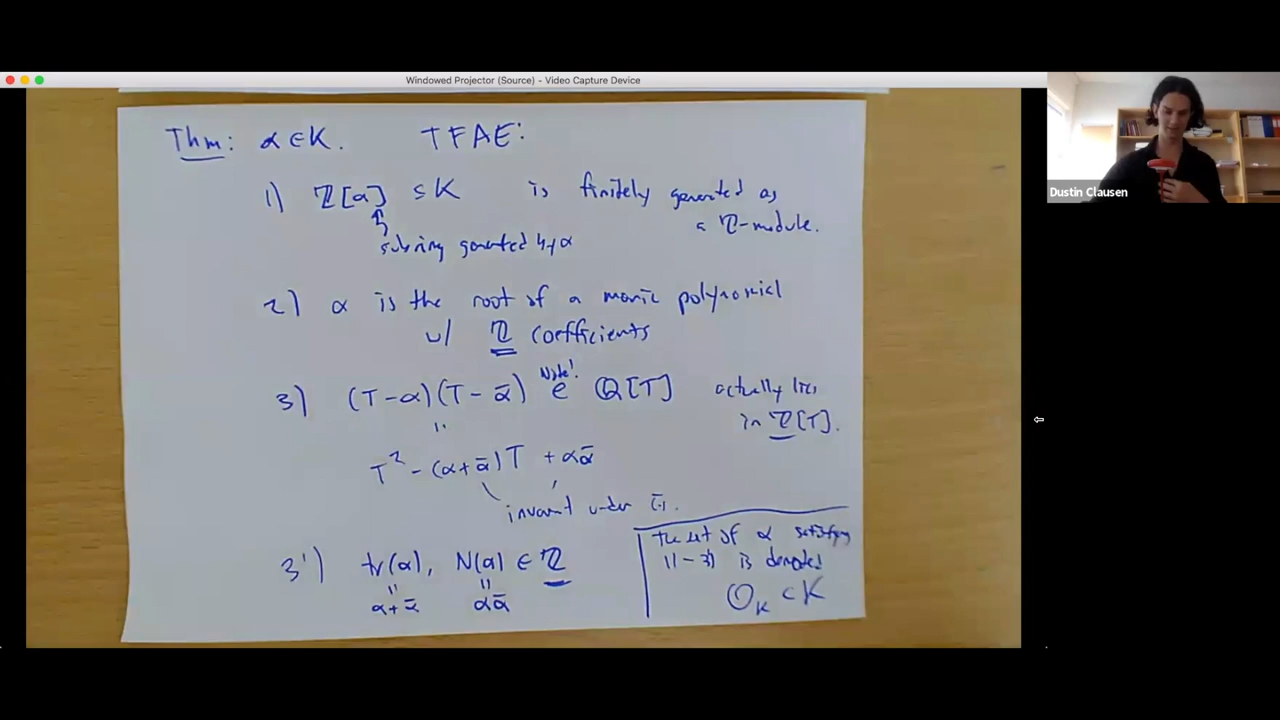 Windowed Projector (Source) - Video Capture Device
Dustin Clausen
Thm: α ∈ K. TFAE:
1) ℤ[α] ⊆ K is finitely generated as
a ℤ-module.
subring generated by α
2) α is the root of a monic polynomial
w/ ℤ coefficients
Note!
3) (T-α)(T-ᾱ) ∈ ℚ[T] actually lies
in ℤ[T].
"
T² - (α+ᾱ)T + αᾱ
invariant under (̄-).
3') tr(α), N(α) ∈ ℤ
" "
α+ᾱ αᾱ
The set of α satisfying
1) - 3) is denoted
𝒪_K ⊂ K